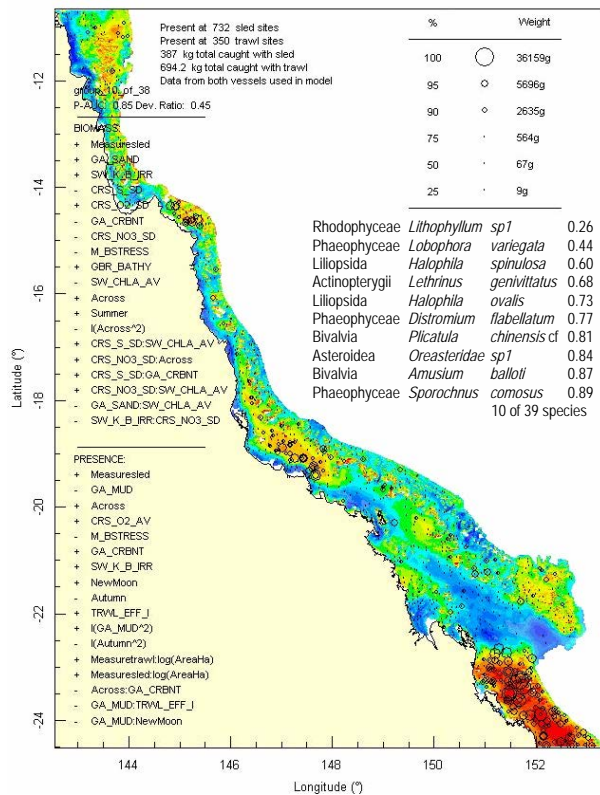 Present at 732 sled sites
Present at 350 trawl sites
387 kg total caught with sled
694.2 kg total caught with trawl
Data from both vessels used in model
group_10_of_38
P-AUC: 0.85 Dev. Ratio: 0.45
BIOMASS:
+ Measuresled
+ GA_SAND
+ SW_K_B_IRR
- CRS_S_SD
+ CRS_O2_SD
- GA_CRBNT
- CRS_NO3_SD
- M_BSTRESS
+ GBR_BATHY
- SW_CHLA_AV
+ Across
+ Summer
- I(Across^2)
+ CRS_S_SD:SW_CHLA_AV
+ CRS_NO3_SD:Across
+ CRS_S_SD:GA_CRBNT
+ CRS_NO3_SD:SW_CHLA_AV
- GA_SAND:SW_CHLA_AV
- SW_K_B_IRR:CRS_NO3_SD
PRESENCE:
+ Measuresled
- GA_MUD
+ Across
+ CRS_O2_AV
- M_BSTRESS
+ GA_CRBNT
+ SW_K_B_IRR
+ NewMoon
- Autumn
+ TRWL_EFF_I
+ I(GA_MUD^2)
- I(Autumn^2)
+ Measuretrawl:log(AreaHa)
+ Measuresled:log(AreaHa)
- Across:GA_CRBNT
- GA_MUD:TRWL_EFF_I
- GA_MUD:NewMoon
% Weight
100 36159g
95 5696g
90 2635g
75 564g
50 67g
25 9g
Rhodophyceae Lithophyllum sp1 0.26
Phaeophyceae Lobophora variegata 0.44
Liliopsida Halophila spinulosa 0.60
Actinopterygii Lethrinus genivittatus 0.68
Liliopsida Halophila ovalis 0.73
Phaeophyceae Distromium flabellatum 0.77
Bivalvia Plicatula chinensis cf 0.81
Asteroidea Oreasteridae sp1 0.84
Bivalvia Amusium balloti 0.87
Phaeophyceae Sporochnus comosus 0.89
10 of 39 species
Latitude (°)
-12
-14
-16
-18
-20
-22
-24
144 146 148 150 152
Longitude (°)